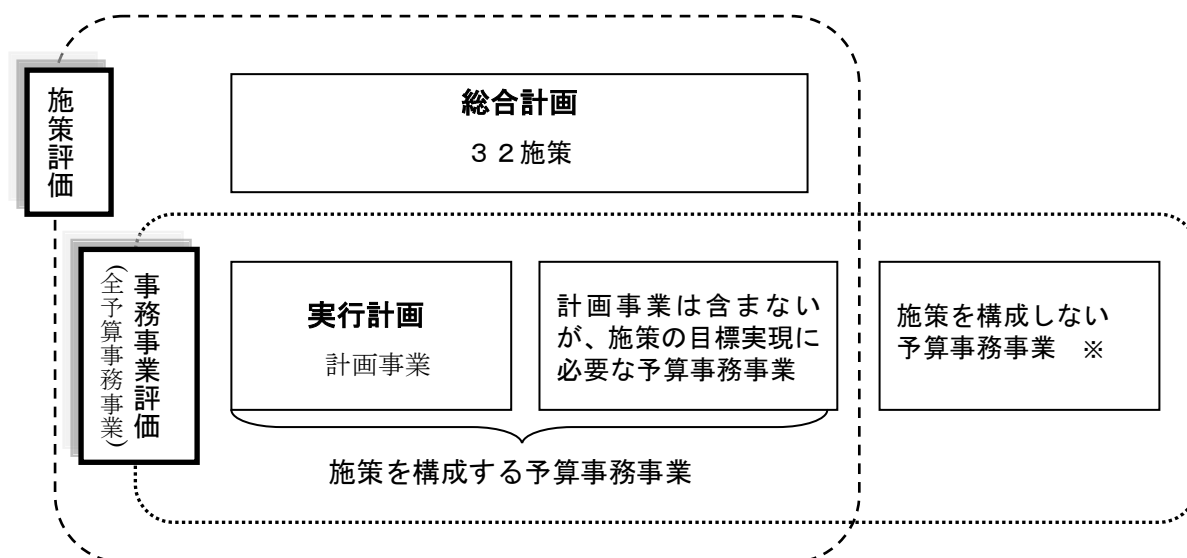 施策評価
総合計画
３２施策
事務事業評価
（全予算事務事業）
実行計画
計画事業
計画事業は含まない
が、施策の目標実現に
必要な予算事務事業
施策を構成しない
予算事務事業　※
施策を構成する予算事務事業